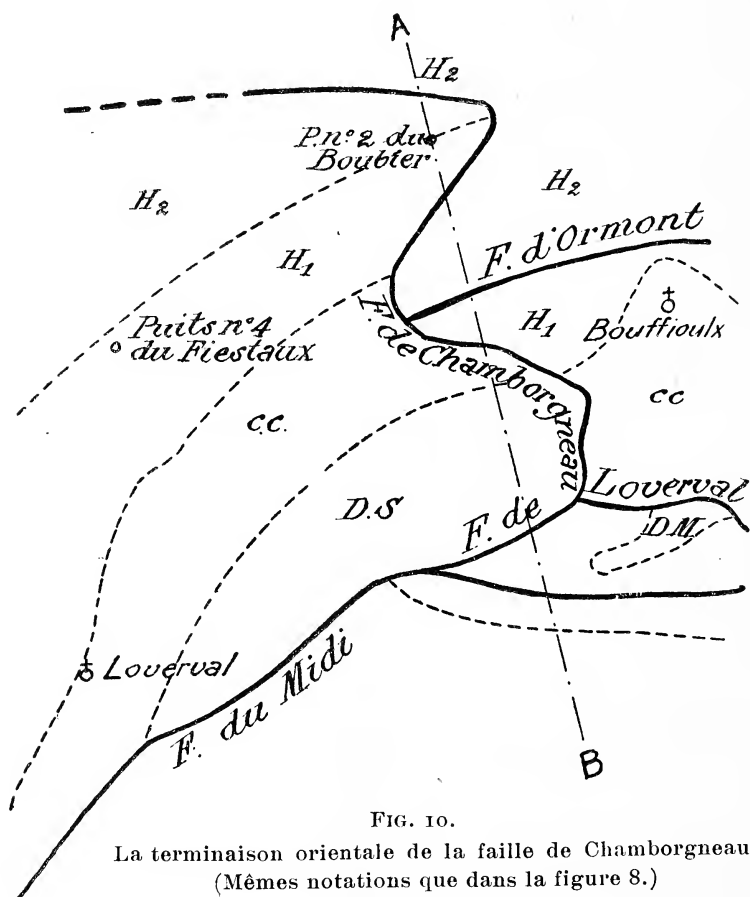 A
H2
P. n° 2 du
Boubier
H2
H2
F. d'Ormont
H1
Puits n° 4
du Fiestaux
F. de Chamborgneau
H1
Bouffioulx
c.c.
cc
D.S
F. de Loverval
D.M
Loverval
F. du Midi
B
FIG. 10.
La terminaison orientale de la faille de Chamborgneau
(Mêmes notations que dans la figure 8.)